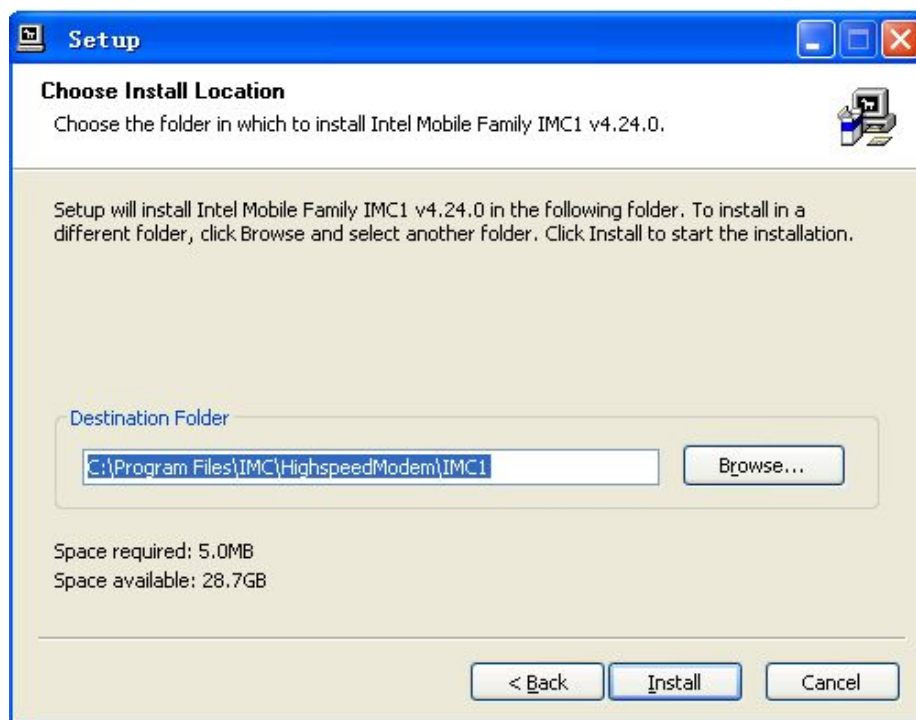 Setup
Choose Install Location
Choose the folder in which to install Intel Mobile Family IMC1 v4.24.0.
Setup will install Intel Mobile Family IMC1 v4.24.0 in the following folder. To install in a
different folder, click Browse and select another folder. Click Install to start the installation.
Destination Folder
C:\Program Files\IMC\HighspeedModem\IMC1
Browse...
Space required: 5.0MB
Space available: 28.7GB
< Back
Install
Cancel